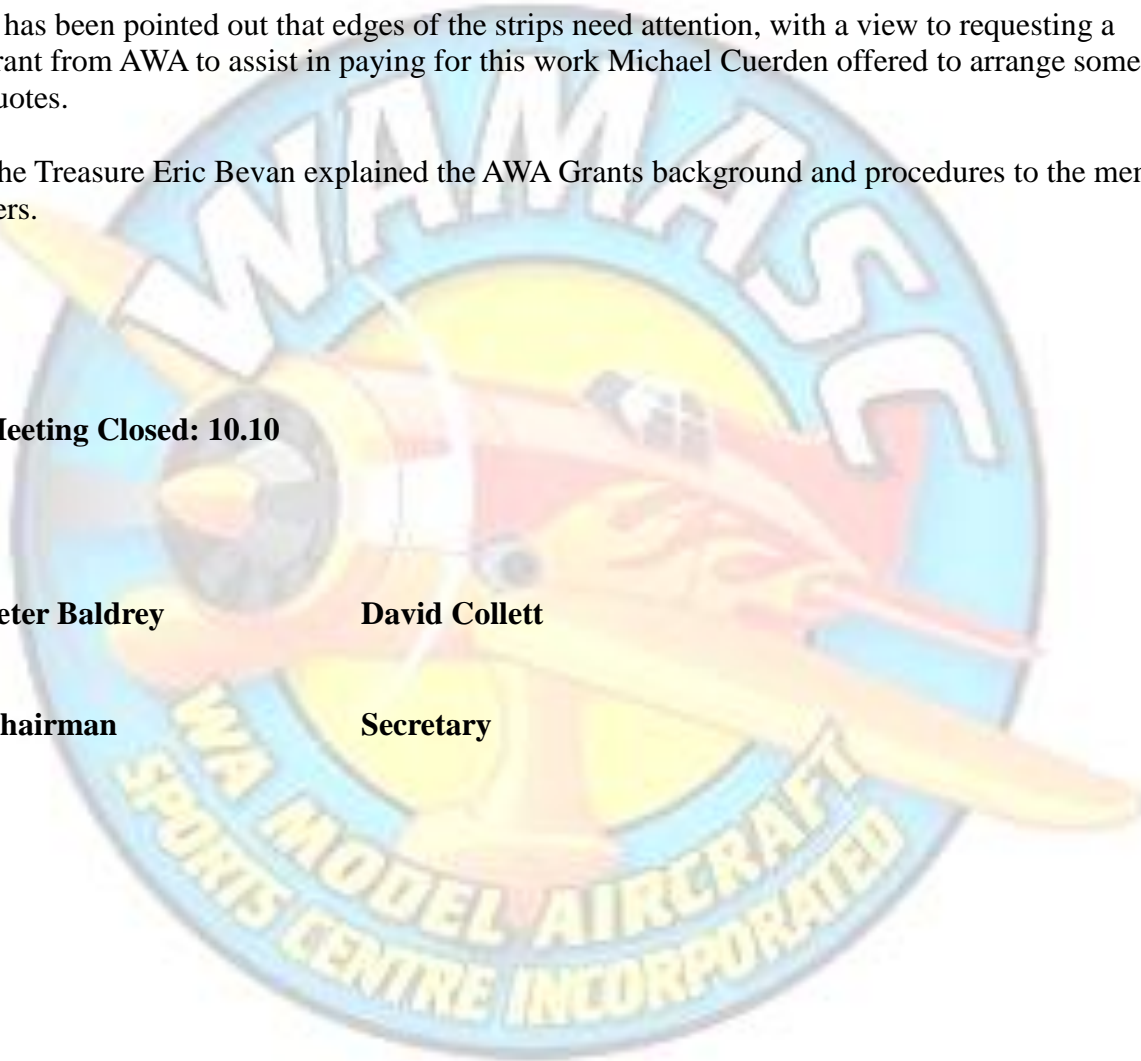 has been pointed out that edges of the strips need attention, with a view to requesting a
rant from AWA to assist in paying for this work Michael Cuerden offered to arrange some
uotes.
he Treasure Eric Bevan explained the AWA Grants background and procedures to the mem
ers.
WAMASC
Meeting Closed: 10.10
eter Baldrey David Collett
hairman Secretary
WA MODEL AIRCRAFT
SPORTS CENTRE INCORPORATED